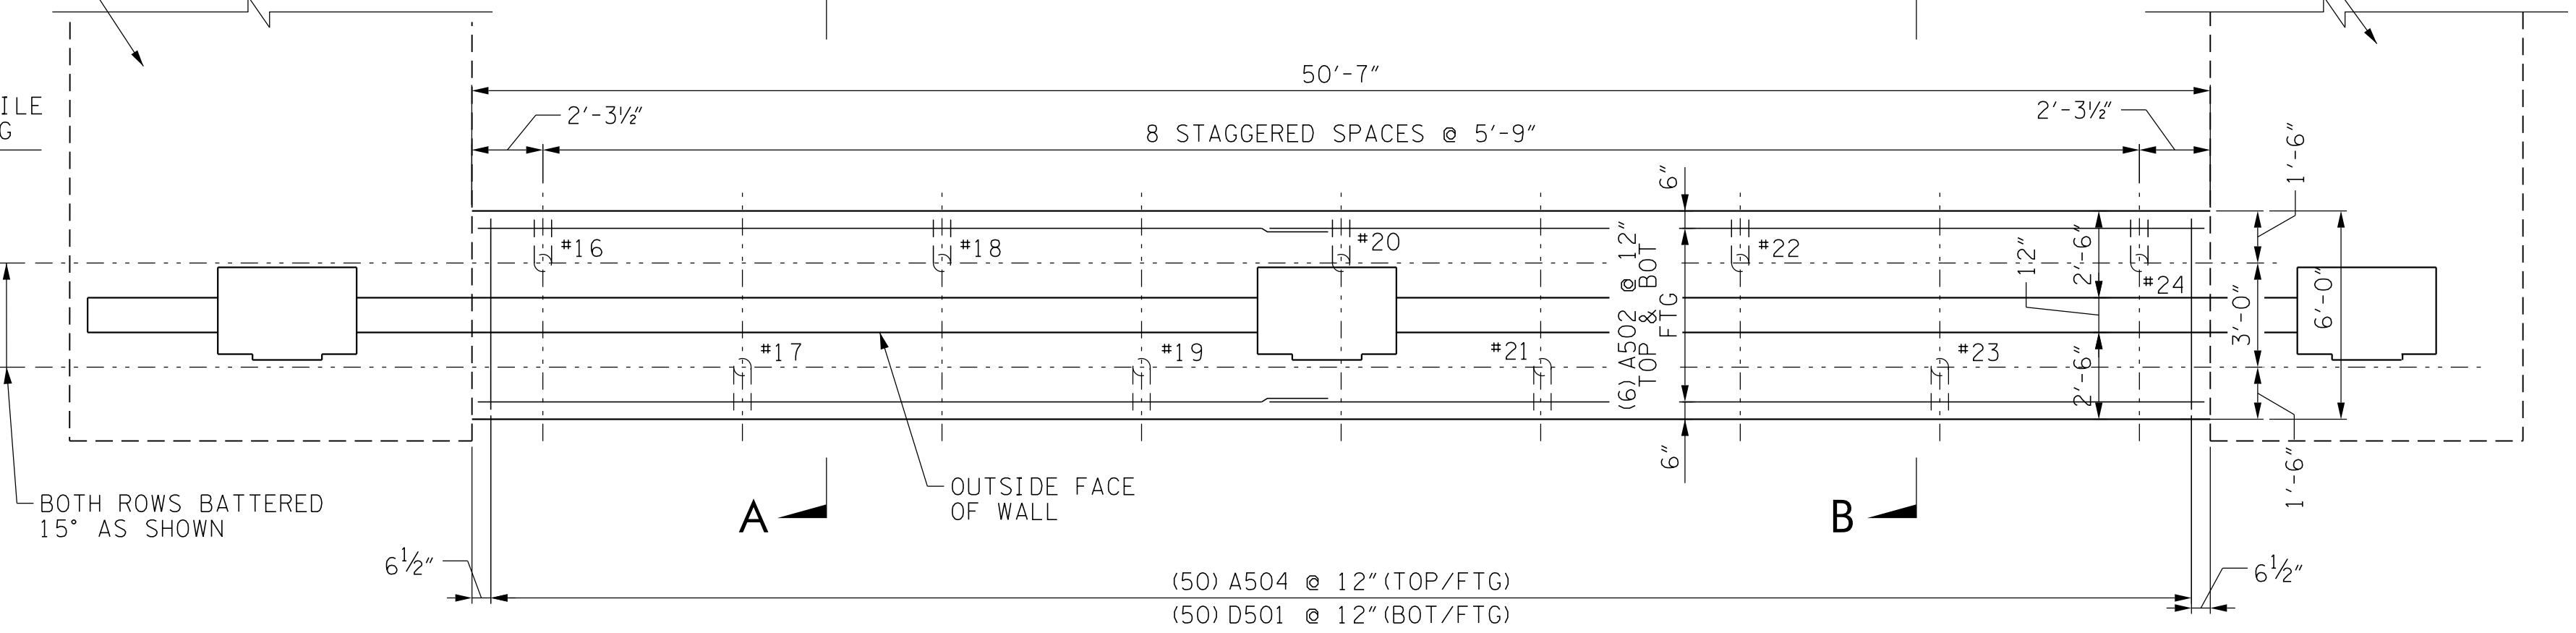 50'-7"
ILE
G
2'-3½"
2'-3½"
8 STAGGERED SPACES @ 5'-9"
1'-6"
6"
#16
#18
#20
#22
12"
2'-6"
#24
3'-0"
6'-0"
(6) A502 @ 12"
TOP & BOT
FTG
#17
#19
#21
#23
2'-6"
6"
1'-6"
OUTSIDE FACE
OF WALL
A
B
BOTH ROWS BATTERED
15° AS SHOWN
6½"
(50) A504 @ 12" (TOP/FTG)
(50) D501 @ 12" (BOT/FTG)
6½"